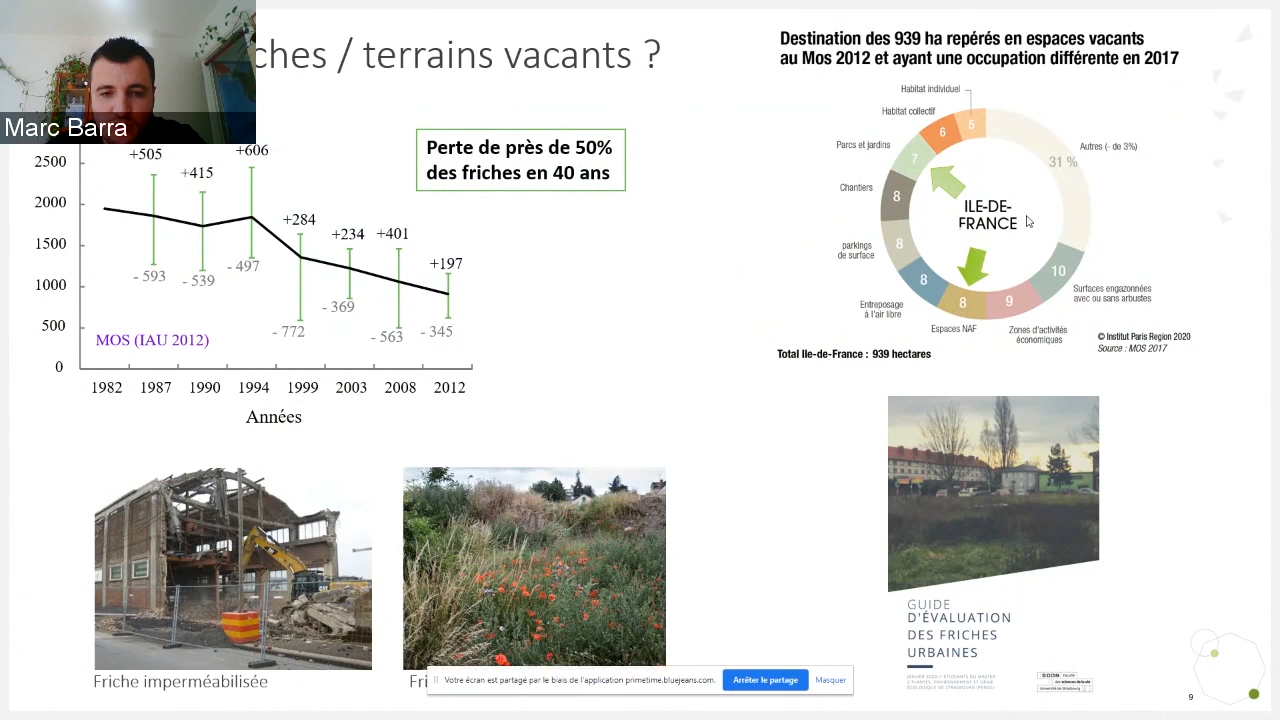 ches / terrains vacants ?
Marc Barra
Perte de près de 50%
des friches en 40 ans
2500
2000
1500
1000
500
0
+505
+415
+606
+284
+234
+401
+197
- 593
- 539
- 497
- 772
- 369
- 563
- 345
MOS (IAU 2012)
1982
1987
1990
1994
1999
2003
2008
2012
Années
Destination des 939 ha repérés en espaces vacants
au Mos 2012 et ayant une occupation différente en 2017
Habitat individuel
5
Habitat collectif
6
Parcs et jardins
7
Chantiers
8
parkings
de surface
8
Entreposage
à l'air libre
8
Espaces NAF
8
Zones d'activités
économiques
9
Surfaces engazonnées
avec ou sans arbustes
10
Autres (- de 3%)
31 %
ILE-DE-
FRANCE
© Institut Paris Region 2020
Source : MOS 2017
Total Ile-de-France : 939 hectares
Friche imperméabilisée
Fri
GUIDE
D'ÉVALUATION
DES FRICHES
URBAINES
Votre écran est partagé par le biais de l'application primetime.bluejeans.com.
Arrêter le partage
Masquer
9